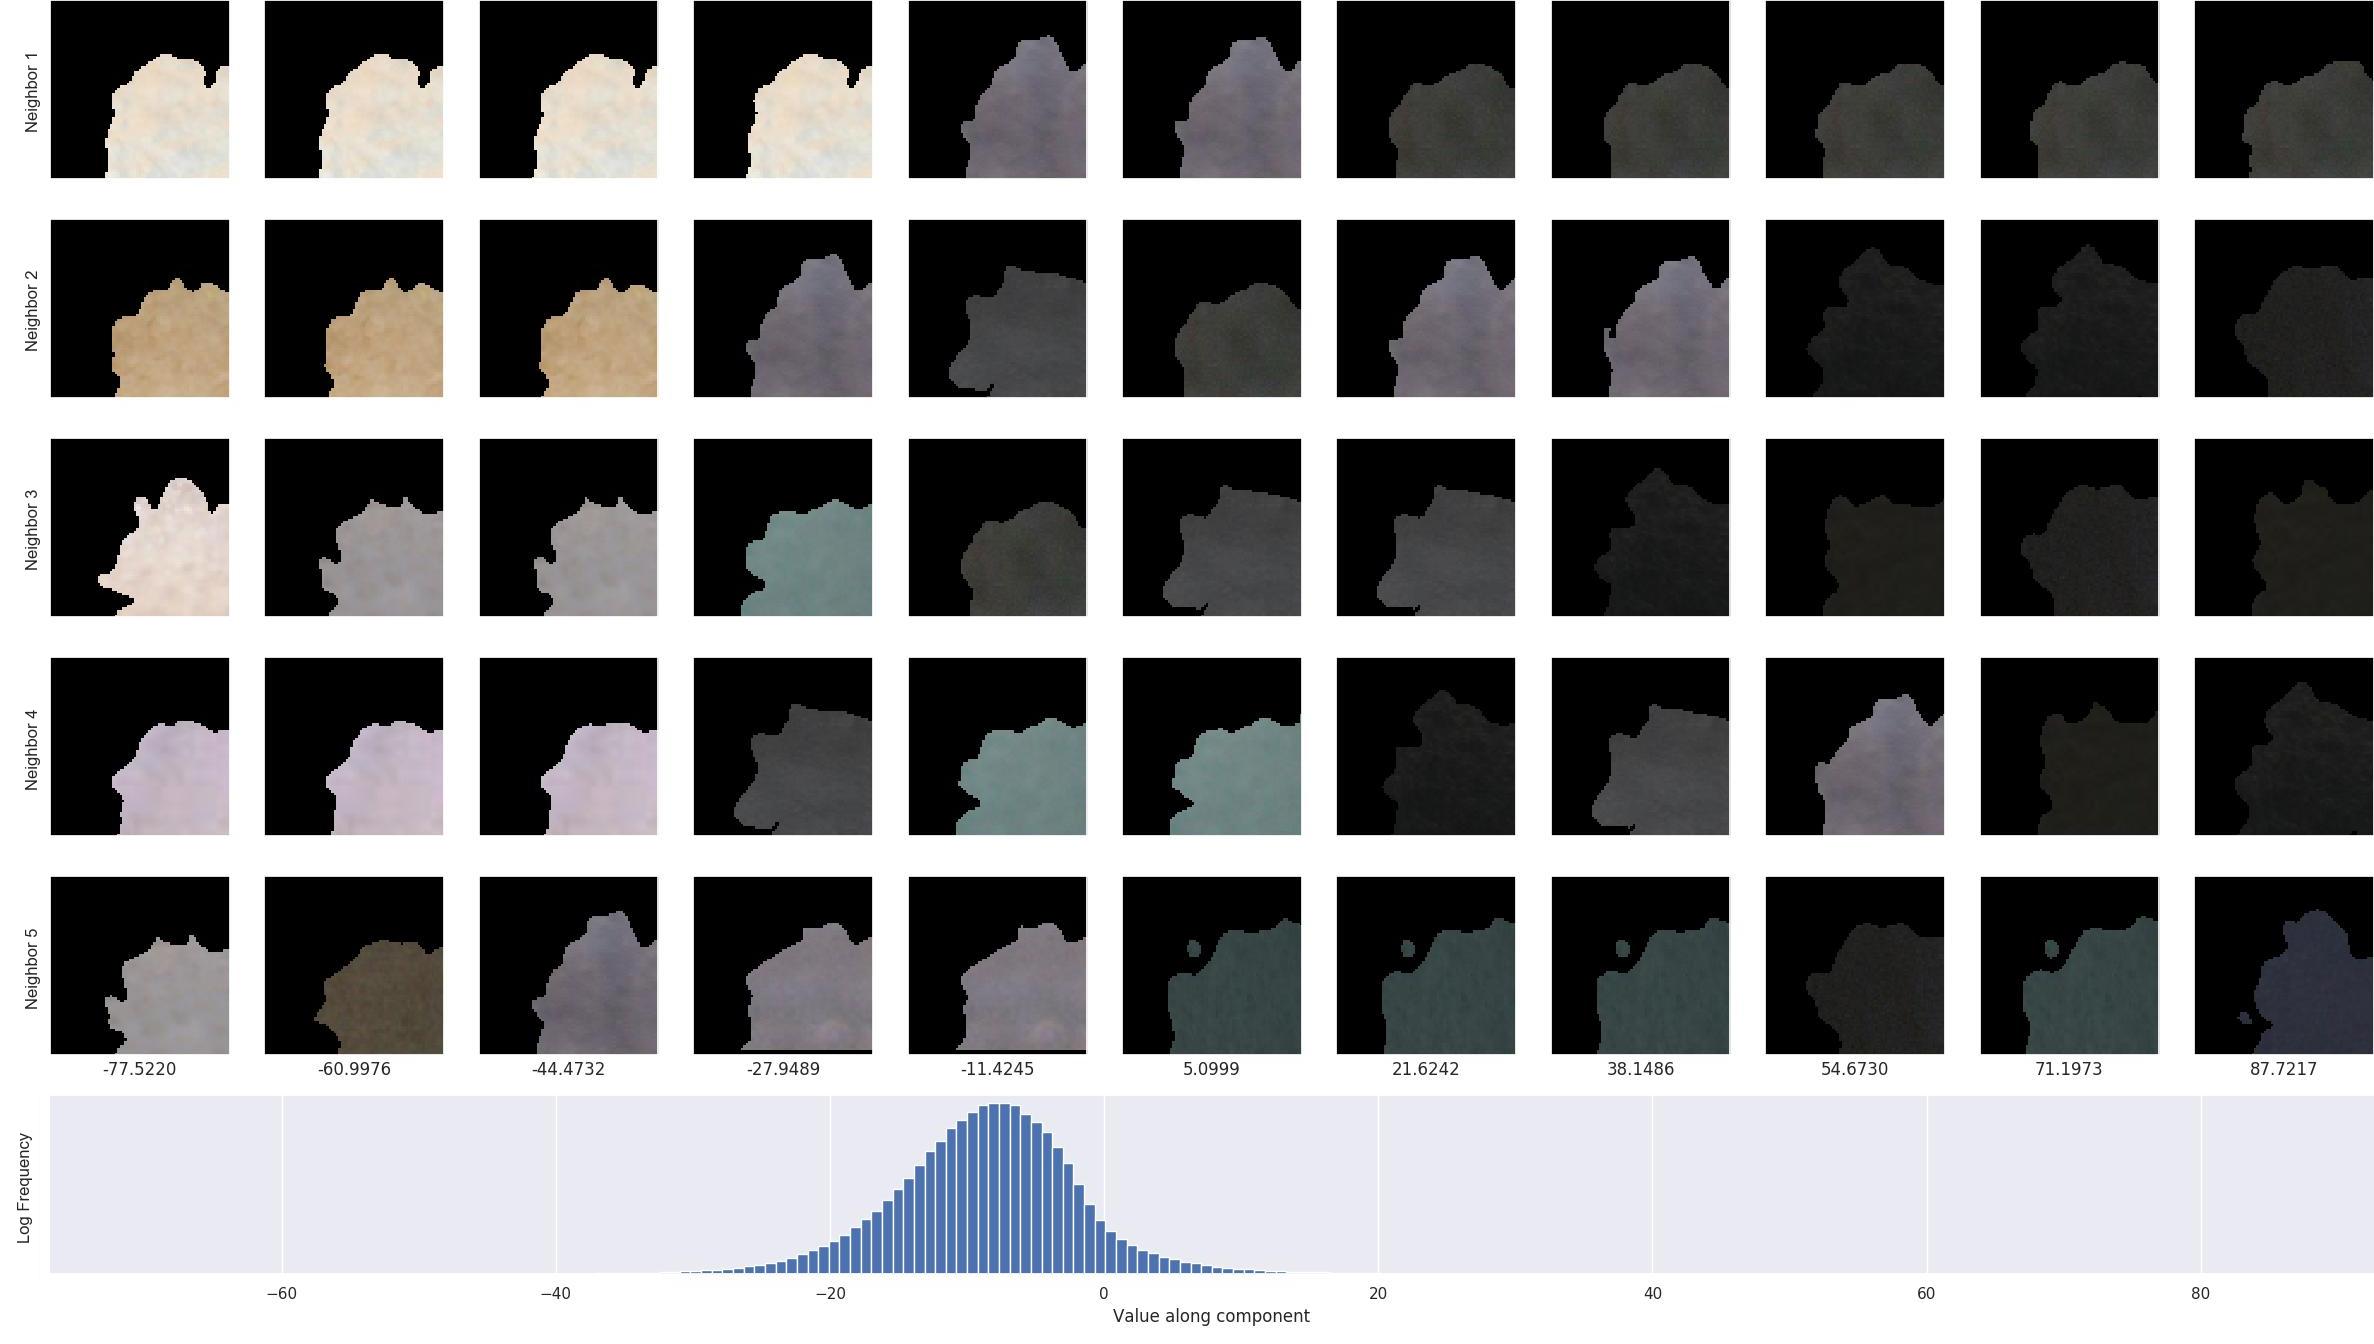 Neighbor 1
Neighbor 2
Neighbor 3
Neighbor 4
Neighbor 5
-77.5220 -60.9976 -44.4732 -27.9489 -11.4245 5.0999 21.6242 38.1486 54.6730 71.1973 87.7217
Log Frequency
−60 −40 −20 0 20 40 60 80
Value along component